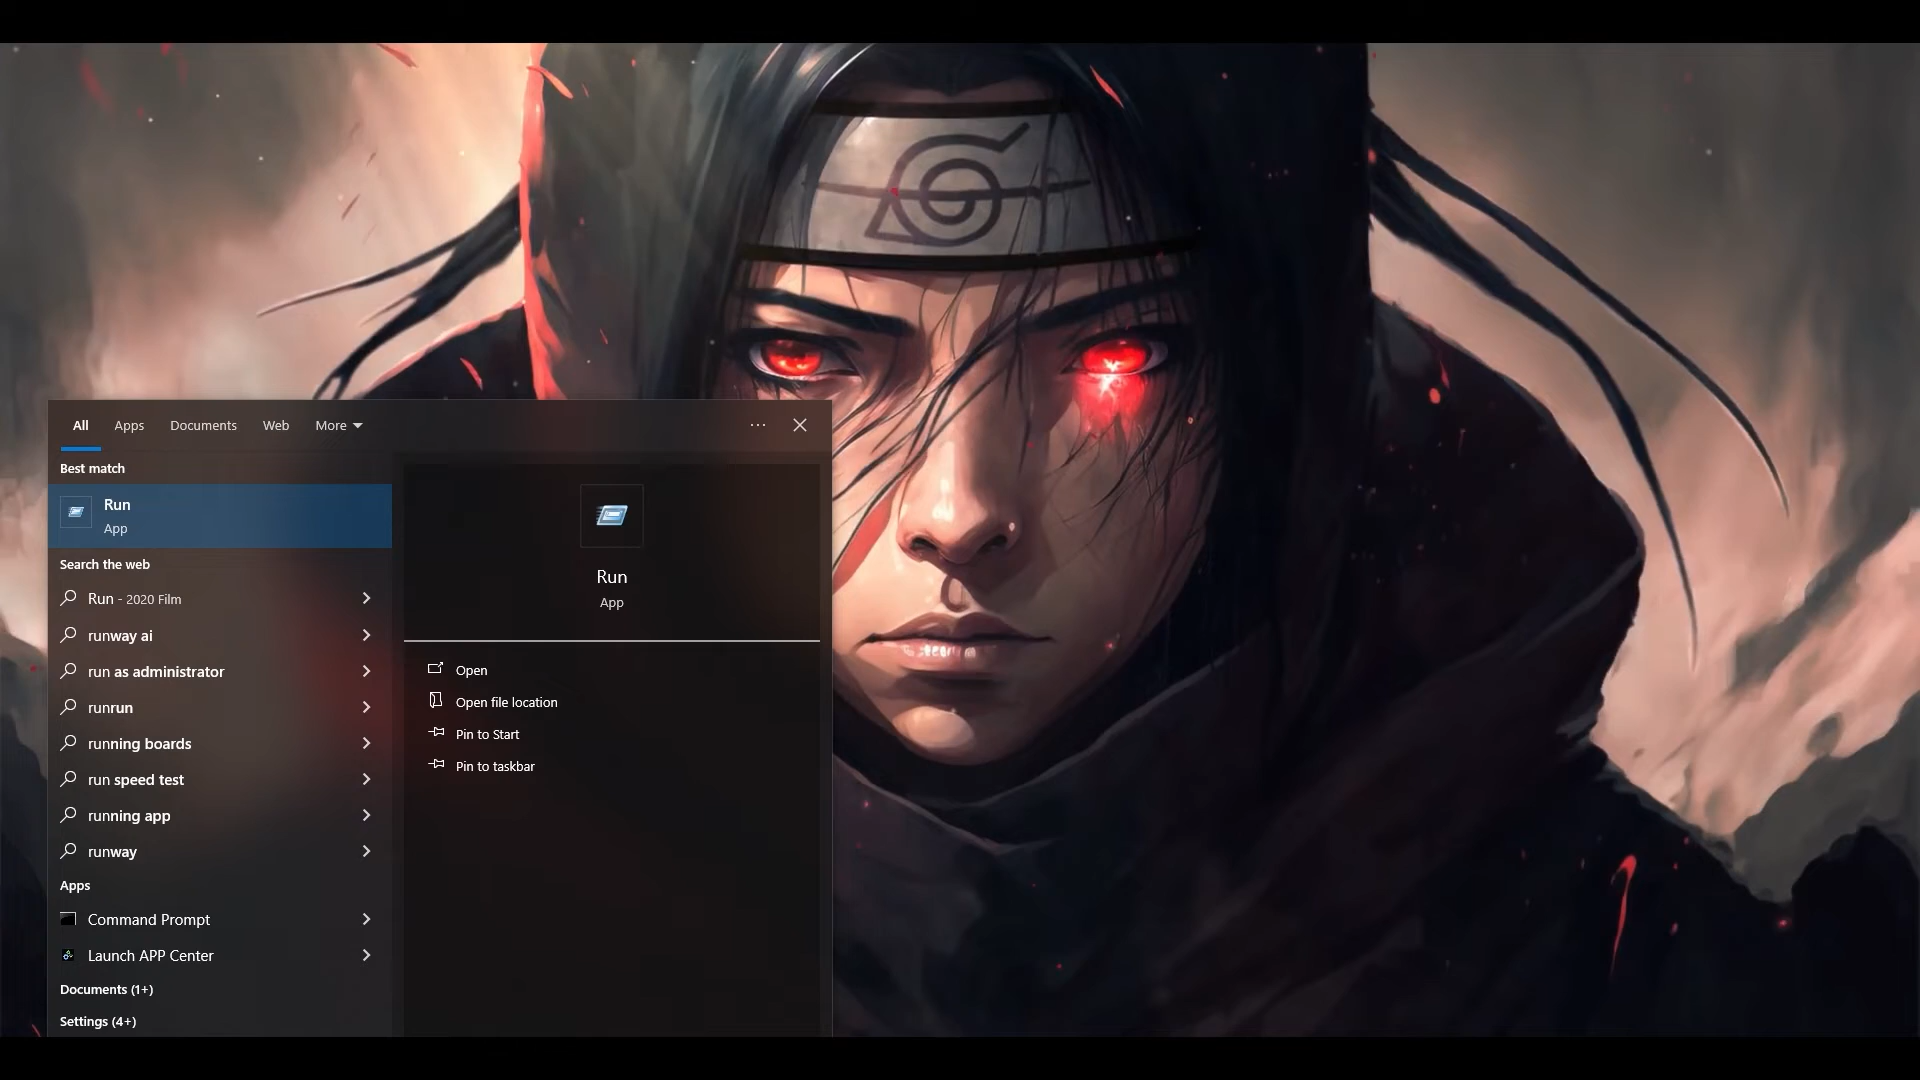 All
Apps
Documents
Web
More
Best match
Run
App
Search the web
Run - 2020 Film
runway ai
run as administrator
runrun
running boards
run speed test
running app
runway
Apps
Command Prompt
Launch APP Center
Documents (1+)
Settings (4+)
Run
App
Open
Open file location
Pin to Start
Pin to taskbar